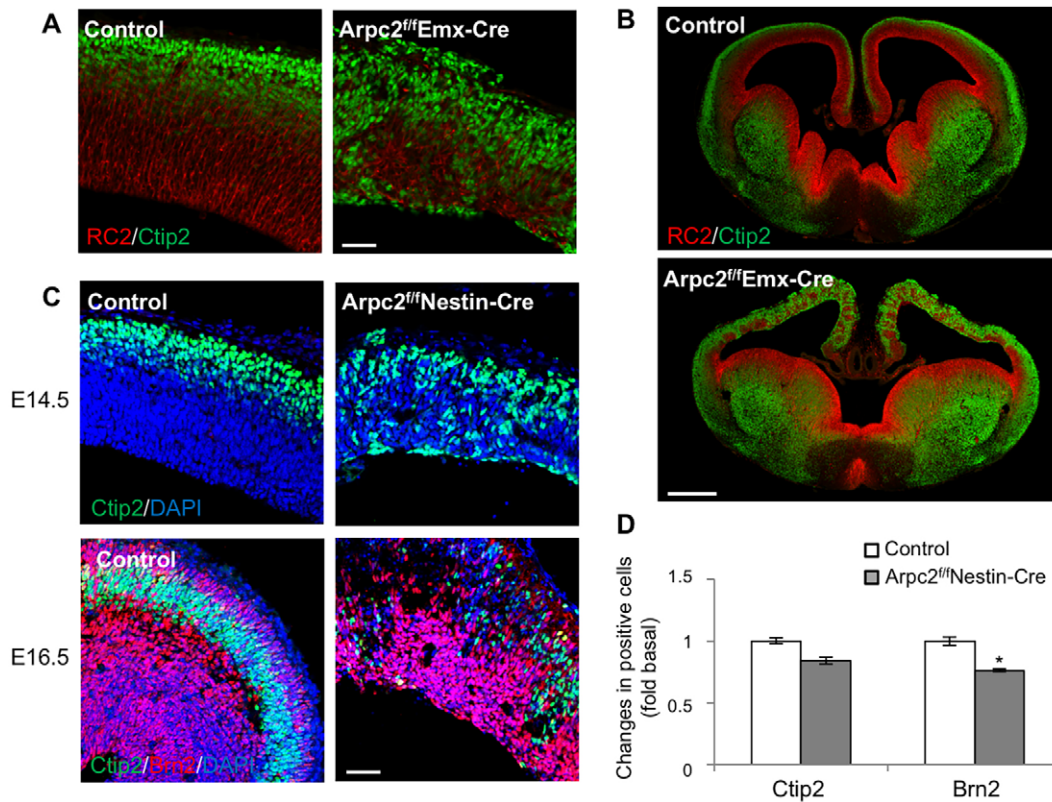 A
Control
Arpc2f/fEmx-Cre
RC2/Ctip2
B
Control
RC2/Ctip2
Arpc2f/fEmx-Cre
C
Control
Arpc2f/fNestin-Cre
E14.5
Ctip2/DAPI
Control
E16.5
Ctip2/Brn2/DAPI
D
Control
Arpc2f/fNestin-Cre
Changes in positive cells
(fold basal)
1.5
1
0.5
0
*
Ctip2
Brn2